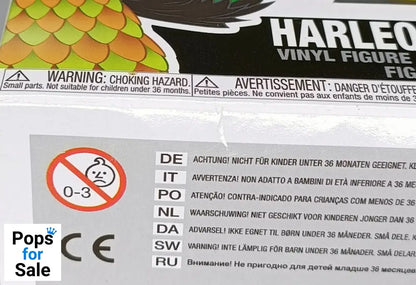 HARLEQ
VINYL FIGURE
FIG
WARNING: CHOKING HAZARD.
Small parts. Not suitable for children under 36 months.
AVERTISSEMENT: DANGER D'ÉTOUFFE
Petites pièces. Ne convient pas aux enfants de moins de 3
0-3
DE ACHTUNG! NICHT FÜR KINDER UNTER 36 MONATEN GEEIGNET. K
IT AVVERTENZA! NON ADATTO A BAMBINI DI ETÀ INFERIORE A 36 ME
PO ATENÇÃO! CONTRA-INDICADO PARA CRIANÇAS COM MENOS DE 3
NL WAARSCHUWING! NIET GESCHIKT VOOR KINDEREN JONGER DAN 36
DA ADVARSEL! IKKE EGNET TIL BØRN UNDER 36 MÅNEDER. SMÅ DELE. K
SW VARNING! INTE LÄMPLIG FÖR BARN UNDER 36 MÅNADER. SMÅ DELAR
RU Внимание! Не пригодно для детей младше 36 месяцев
CE
Pops
for
Sale